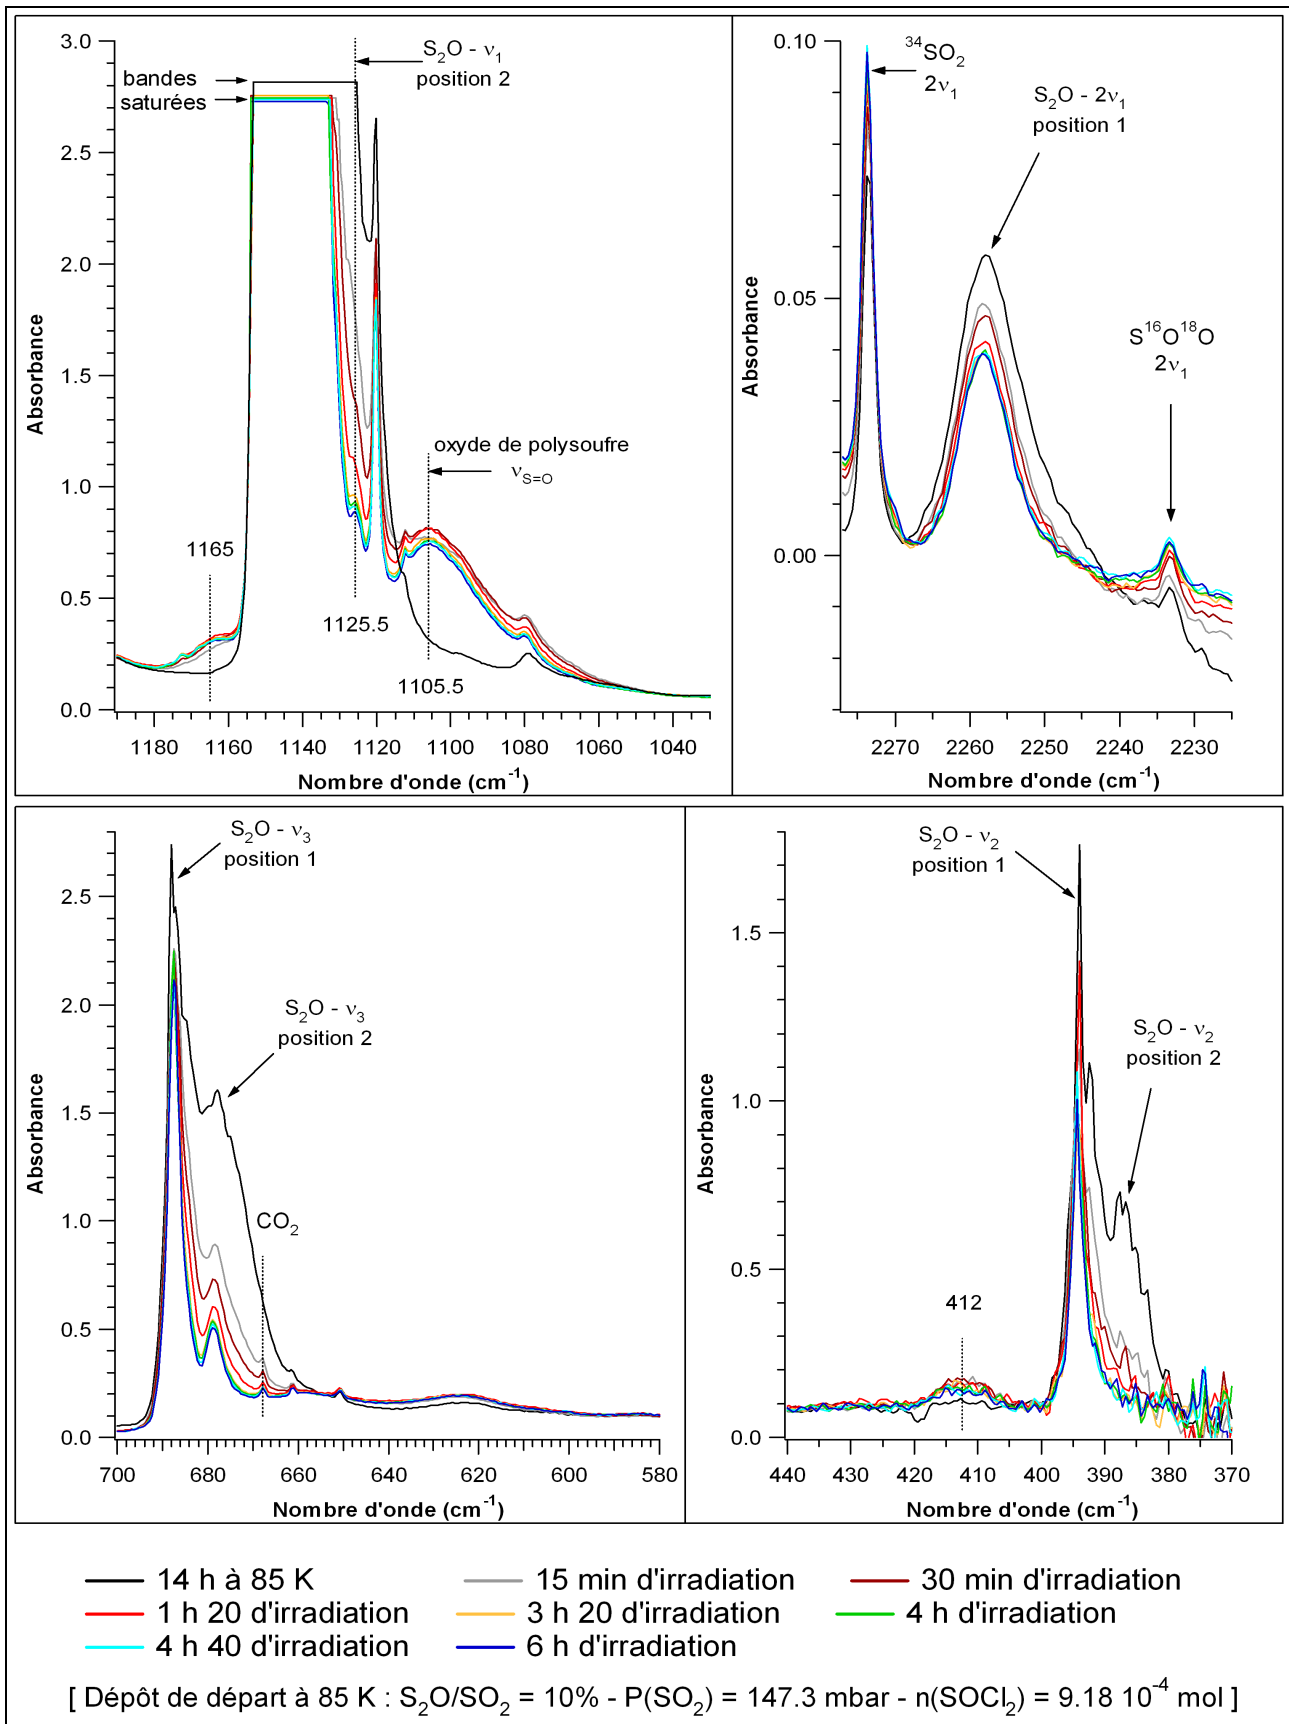 S2O - ν1
position 2
bandes
saturées
3.0
2.5
2.0
1.5
1.0
0.5
0.0
Absorbance
oxyde de polysoufre
νS=O
1165
1125.5
1105.5
1180 1160 1140 1120 1100 1080 1060 1040
Nombre d'onde (cm-1)
0.10
0.05
0.00
Absorbance
34SO2
2ν1
S2O - 2ν1
position 1
S16O18O
2ν1
2270 2260 2250 2240 2230
Nombre d'onde (cm-1)
S2O - ν3
position 1
2.5
2.0
1.5
1.0
0.5
0.0
Absorbance
S2O - ν3
position 2
CO2
700 680 660 640 620 600 580
Nombre d'onde (cm-1)
S2O - ν2
position 1
1.5
1.0
0.5
0.0
Absorbance
S2O - ν2
position 2
412
440 430 420 410 400 390 380 370
Nombre d'onde (cm-1)
14 h à 85 K 15 min d'irradiation 30 min d'irradiation
1 h 20 d'irradiation 3 h 20 d'irradiation 4 h d'irradiation
4 h 40 d'irradiation 6 h d'irradiation
[ Dépôt de départ à 85 K : S2O/SO2 = 10% - P(SO2) = 147.3 mbar - n(SOCl2) = 9.18 10-4 mol ]